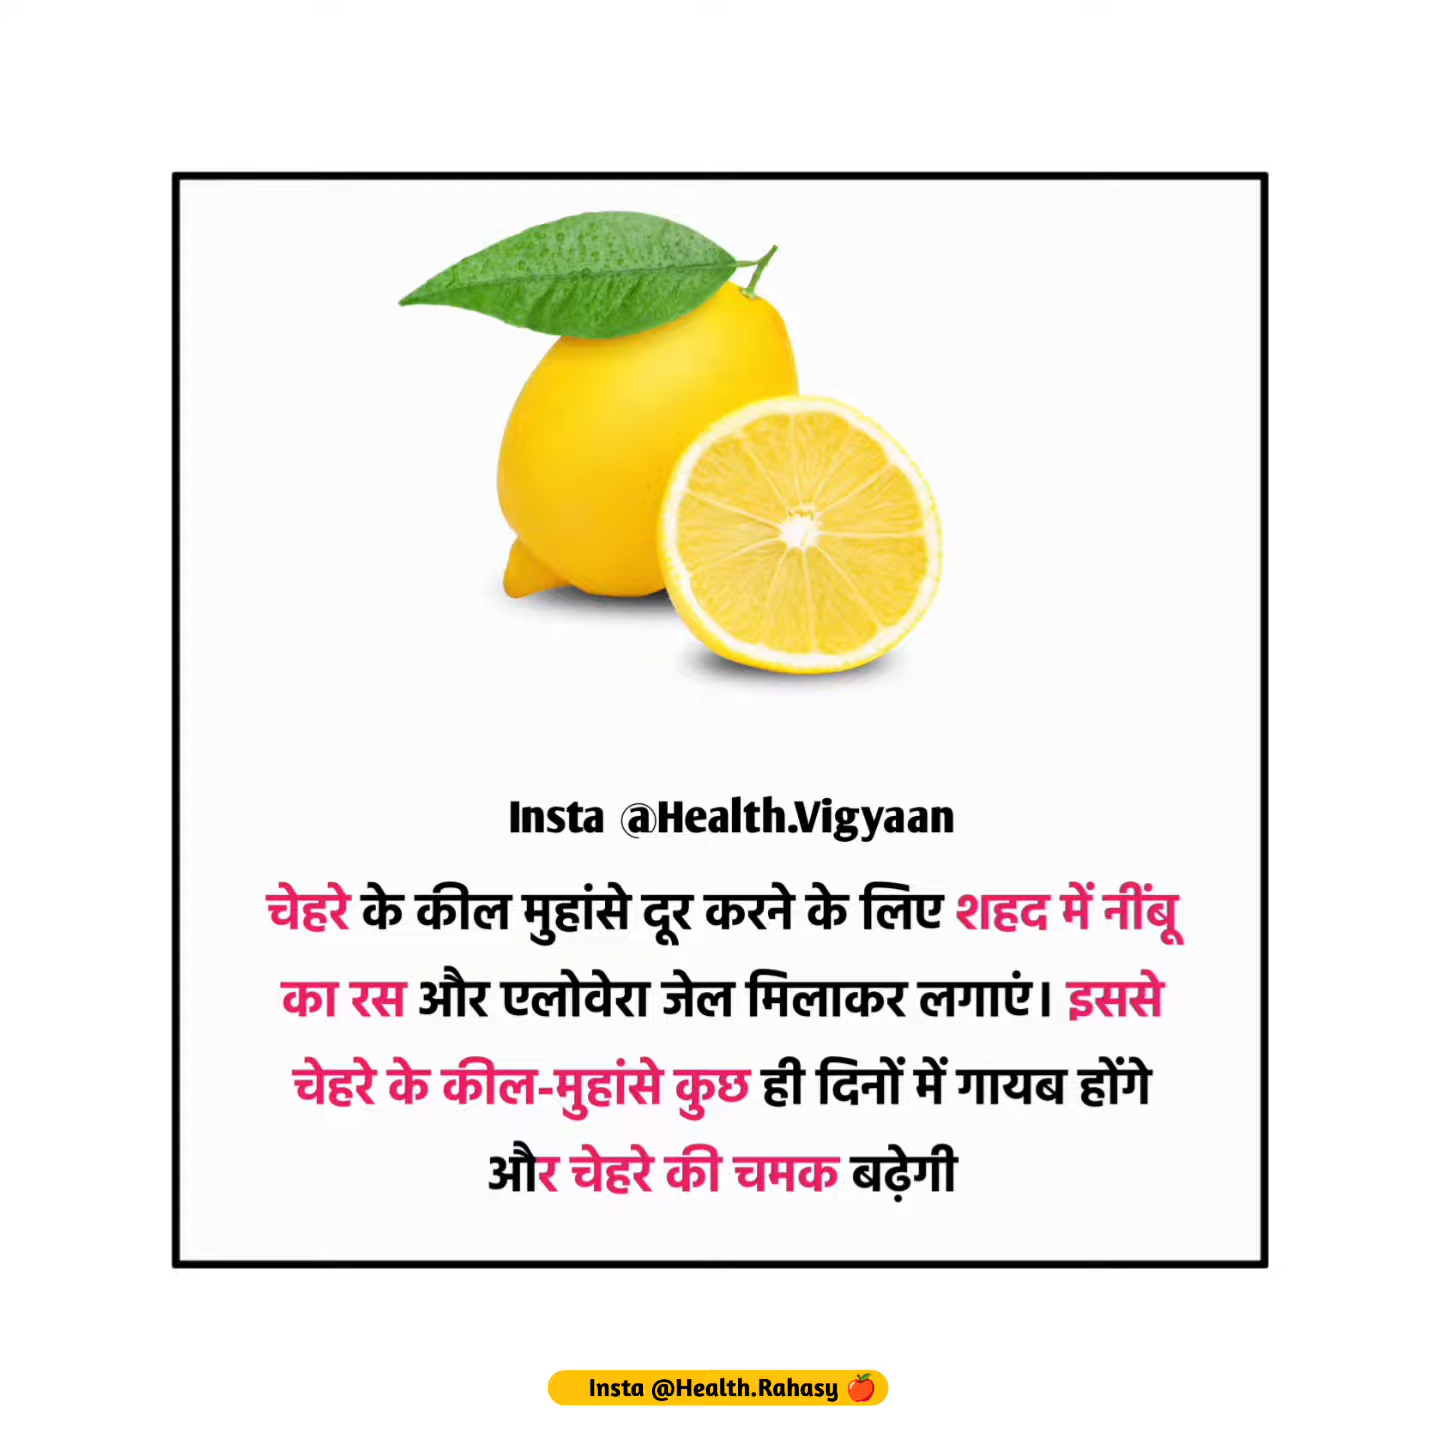 Insta @Health.Vigyaan
चेहरे के कील मुहांसे दूर करने के लिए शहद में नींबू
का रस और एलोवेरा जेल मिलाकर लगाएं। इससे
चेहरे के कील-मुहांसे कुछ ही दिनों में गायब होंगे
और चेहरे की चमक बढ़ेगी
Insta @Health.Rahasy